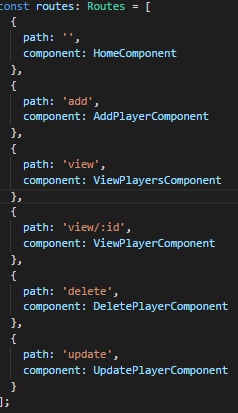 const routes: Routes = [
  {
    path: '',
    component: HomeComponent
  },
  {
    path: 'add',
    component: AddPlayerComponent
  },
  {
    path: 'view',
    component: ViewPlayersComponent
  },
  {
    path: 'view/:id',
    component: ViewPlayerComponent
  },
  {
    path: 'delete',
    component: DeletePlayerComponent
  },
  {
    path: 'update',
    component: UpdatePlayerComponent
  }
];